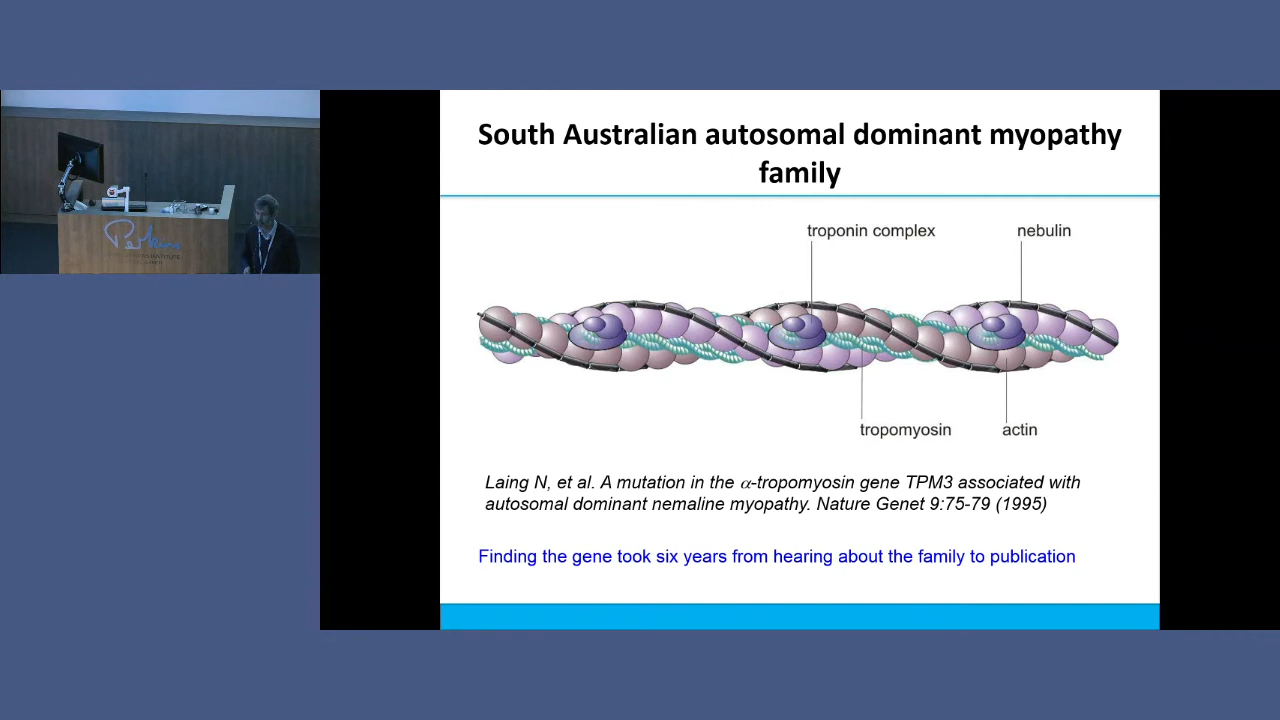 Perkins
South Australian autosomal dominant myopathy
family
troponin complex
nebulin
tropomyosin
actin
Laing N, et al. A mutation in the α-tropomyosin gene TPM3 associated with
autosomal dominant nemaline myopathy. Nature Genet 9:75-79 (1995)
Finding the gene took six years from hearing about the family to publication